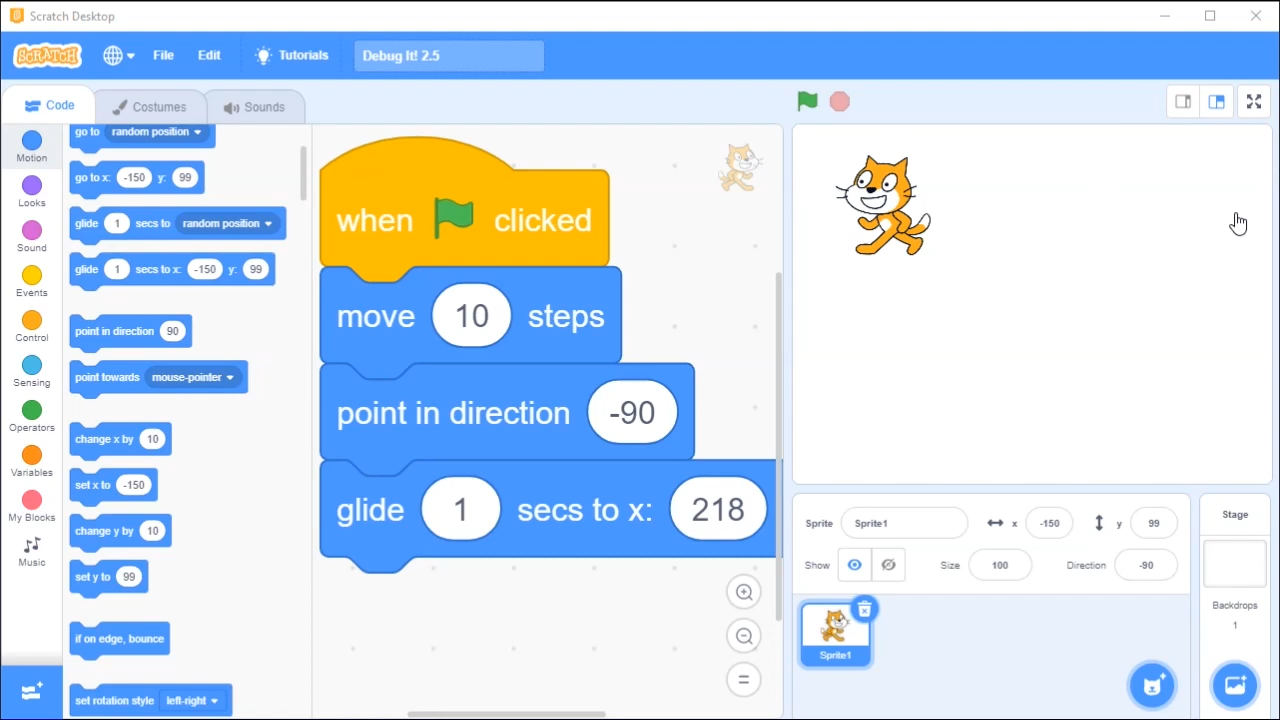 Scratch Desktop
SCRATCH
File Edit Tutorials Debug It! 2.5
Code Costumes Sounds
Motion
Looks
Sound
Events
Control
Sensing
Operators
Variables
My Blocks
Music
go to random position
go to x: -150 y: 99
glide 1 secs to random position
glide 1 secs to x: -150 y: 99
point in direction 90
point towards mouse-pointer
change x by 10
set x to -150
change y by 10
set y to 99
if on edge, bounce
set rotation style left-right
when clicked
move 10 steps
point in direction -90
glide 1 secs to x: 218
Sprite Sprite1 x -150 y 99
Show Size 100 Direction -90
Sprite1
Stage
Backdrops
1